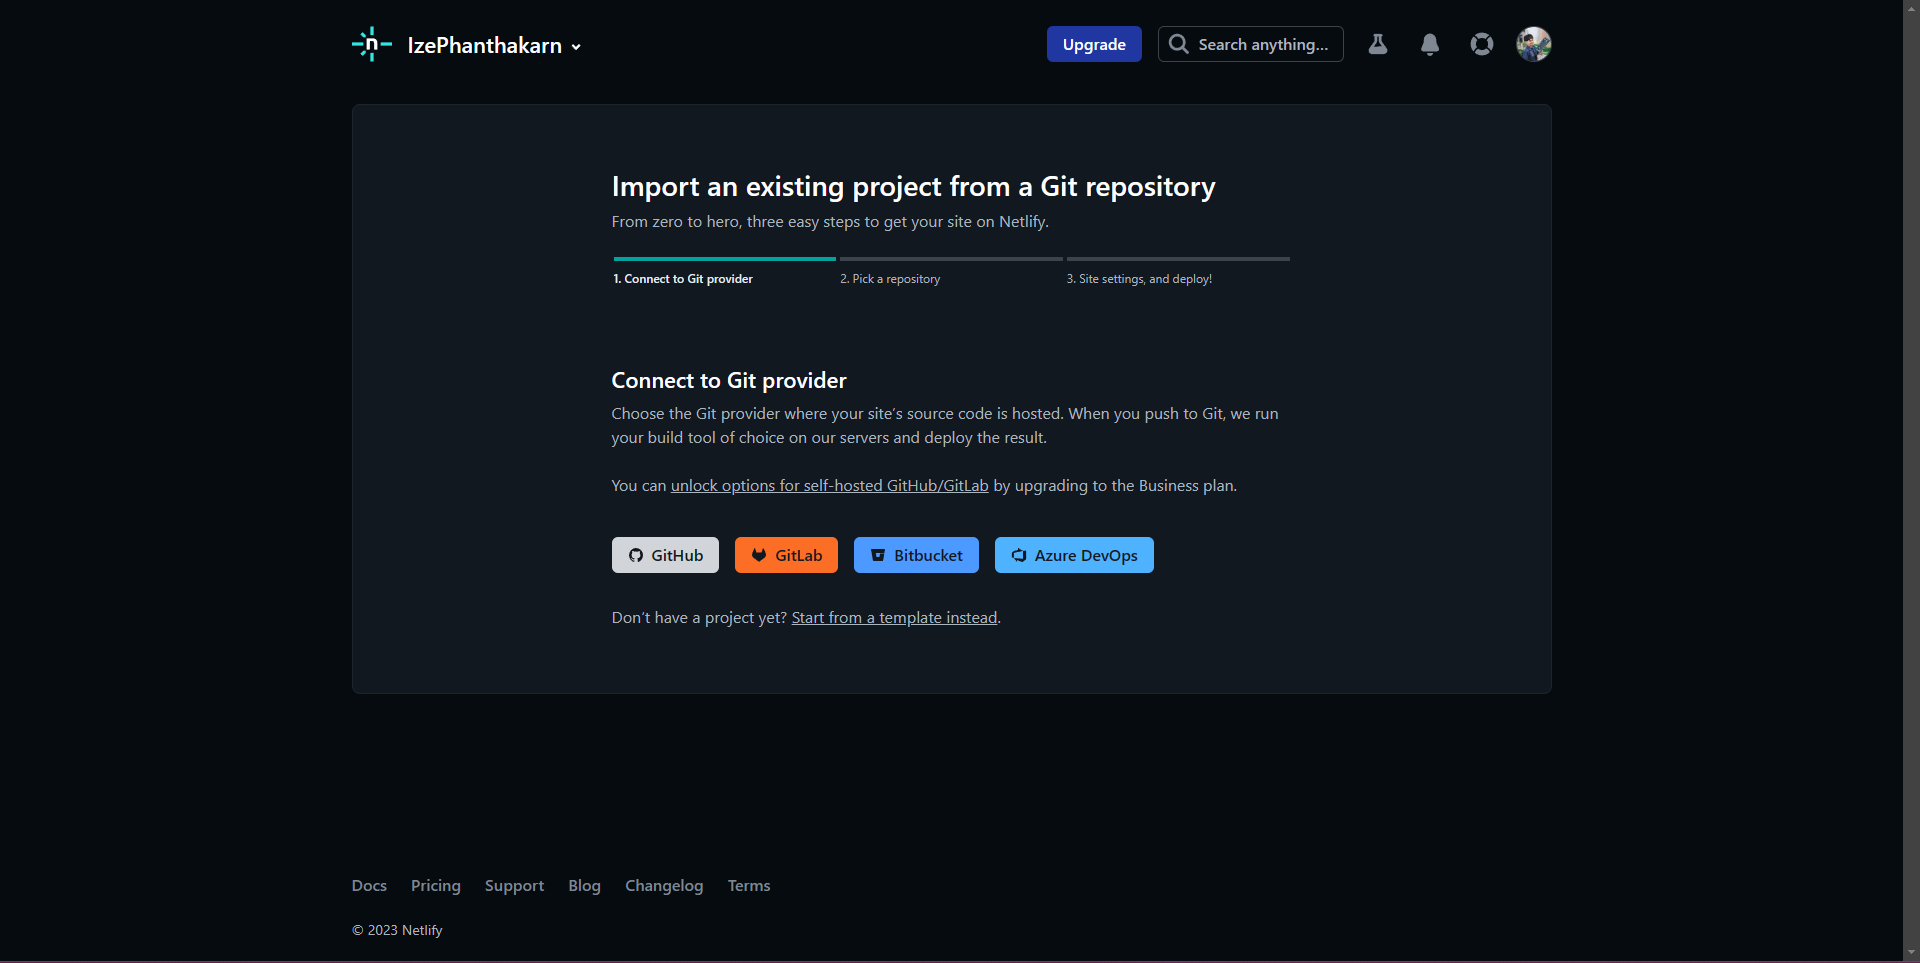 IzePhanthakarn
Upgrade
Search anything...
Import an existing project from a Git repository
From zero to hero, three easy steps to get your site on Netlify.
1. Connect to Git provider
2. Pick a repository
3. Site settings, and deploy!
Connect to Git provider
Choose the Git provider where your site’s source code is hosted. When you push to Git, we run
your build tool of choice on our servers and deploy the result.
You can unlock options for self-hosted GitHub/GitLab by upgrading to the Business plan.
GitHub
GitLab
Bitbucket
Azure DevOps
Don’t have a project yet? Start from a template instead.
Docs
Pricing
Support
Blog
Changelog
Terms
© 2023 Netlify